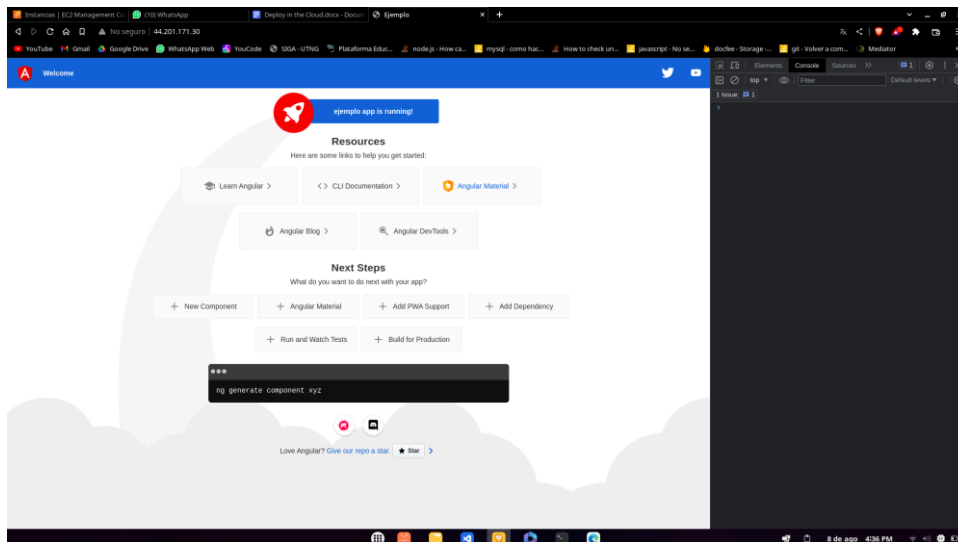 Instancias | EC2 Management Co
(10) WhatsApp
Deploy in the Cloud.docx - Docum
Ejemplo
No seguro
44.201.171.30
YouTube
Gmail
Google Drive
WhatsApp Web
YouCode
SIGA - UTNG
Plataforma Educ...
node.js - How ca...
mysql - como hac...
How to check un...
javascript - No se...
docfee - Storage -...
git - Volver a com...
Mediator
Welcome
Elements
Console
Sources
1
top
Filter
Default levels
1 Issue: 1
ejemplo app is running!
Resources
Here are some links to help you get started:
Learn Angular
CLI Documentation
Angular Material
Angular Blog
Angular DevTools
Next Steps
What do you want to do next with your app?
New Component
Angular Material
Add PWA Support
Add Dependency
Run and Watch Tests
Build for Production
ng generate component xyz
Love Angular? Give our repo a star.
Star
8 de ago 4:36 PM